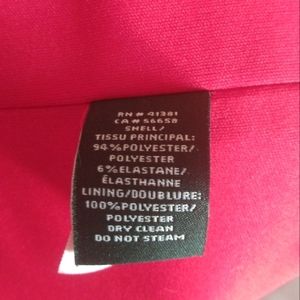 RN # 41381
CA # 56658
SHELL/
TISSU PRINCIPAL:
94%POLYESTER/
POLYESTER
6%ELASTANE/
ÉLASTHANNE
LINING/DOUBLURE:
100%POLYESTER/
POLYESTER
DRY CLEAN
DO NOT STEAM